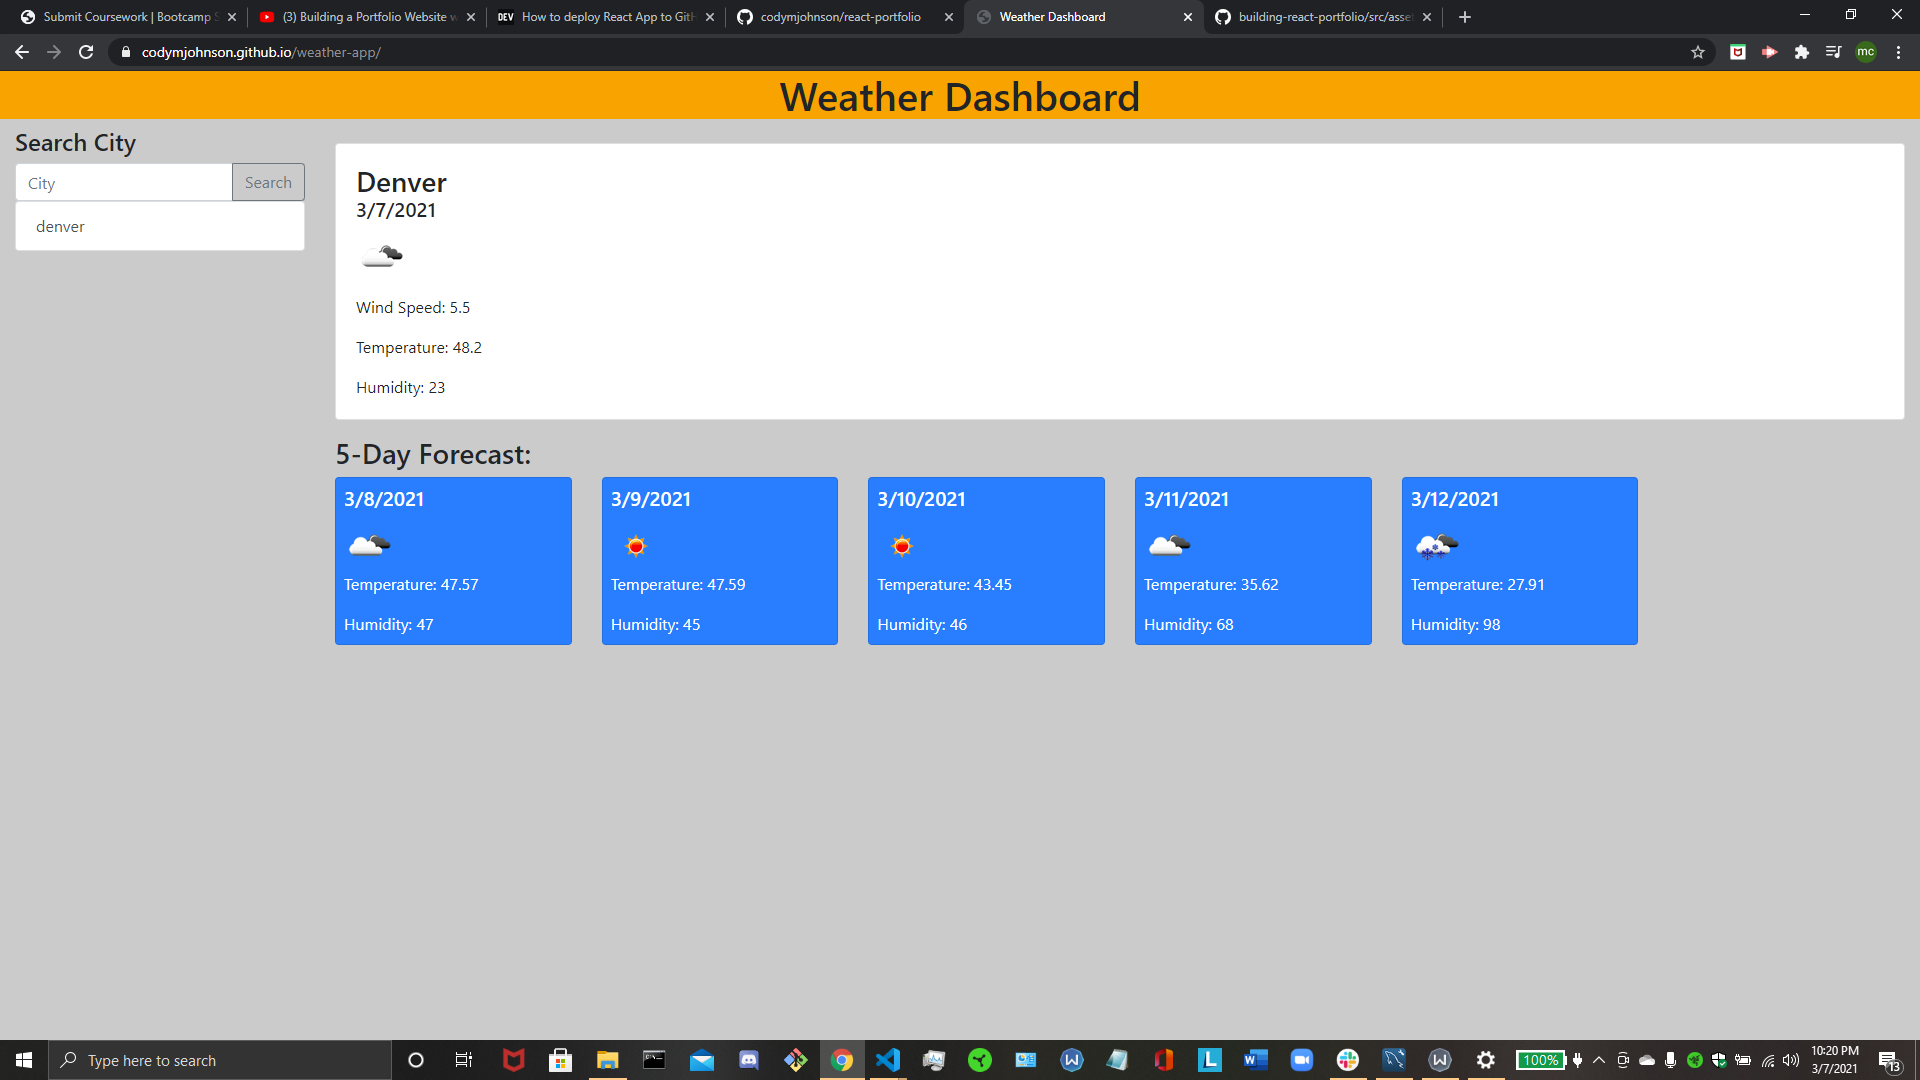 Submit Coursework | Bootcamp S
(3) Building a Portfolio Website w
DEV How to deploy React App to GitH
codymjohnson/react-portfolio
Weather Dashboard
building-react-portfolio/src/asse
codymjohnson.github.io/weather-app/
mc
Weather Dashboard
Search City
City
Search
denver
Denver
3/7/2021
Wind Speed: 5.5
Temperature: 48.2
Humidity: 23
5-Day Forecast:
3/8/2021
Temperature: 47.57
Humidity: 47
3/9/2021
Temperature: 47.59
Humidity: 45
3/10/2021
Temperature: 43.45
Humidity: 46
3/11/2021
Temperature: 35.62
Humidity: 68
3/12/2021
Temperature: 27.91
Humidity: 98
Type here to search
100%
10:20 PM
3/7/2021
13